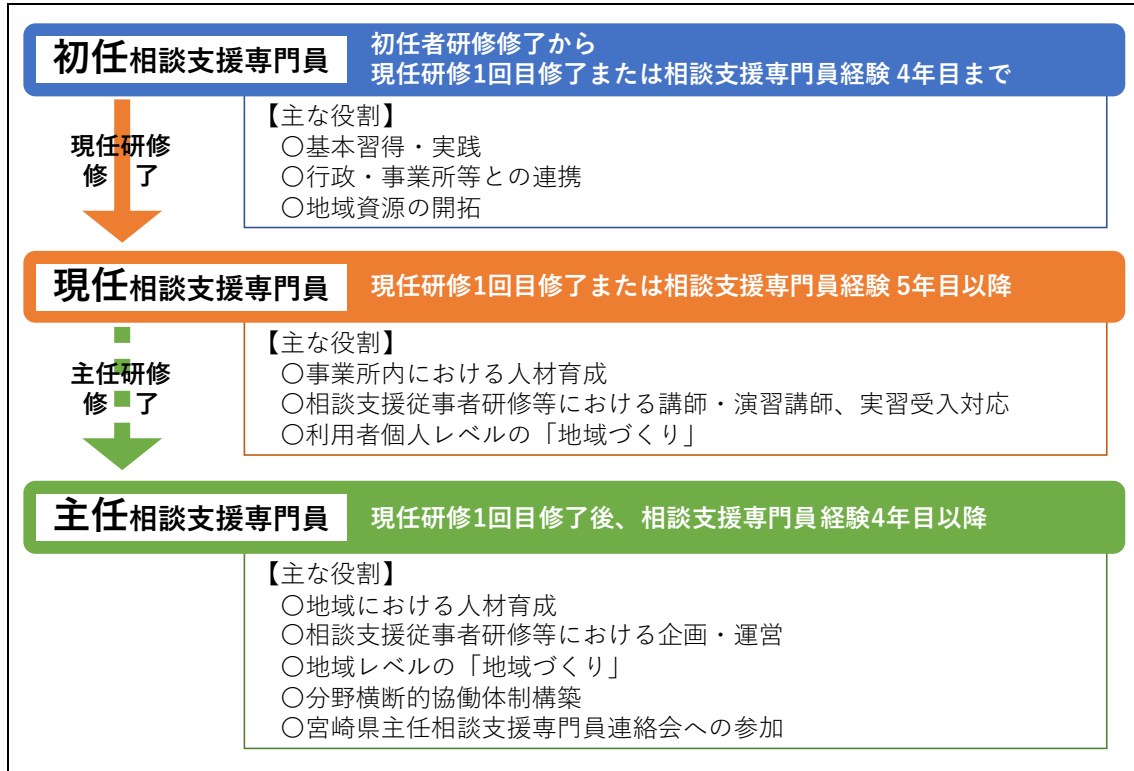 初任相談支援専門員
初任者研修修了から
現任研修1回目修了または相談支援専門員経験 4年目まで
現任研修
修 了
【主な役割】
○基本習得・実践
○行政・事業所等との連携
○地域資源の開拓
現任相談支援専門員
現任研修1回目修了または相談支援専門員経験 5年目以降
主任研修
修 了
【主な役割】
○事業所内における人材育成
○相談支援従事者研修等における講師・演習講師、実習受入対応
○利用者個人レベルの「地域づくり」
主任相談支援専門員
現任研修1回目修了後、相談支援専門員経験4年目以降
【主な役割】
○地域における人材育成
○相談支援従事者研修等における企画・運営
○地域レベルの「地域づくり」
○分野横断的協働体制構築
○宮崎県主任相談支援専門員連絡会への参加